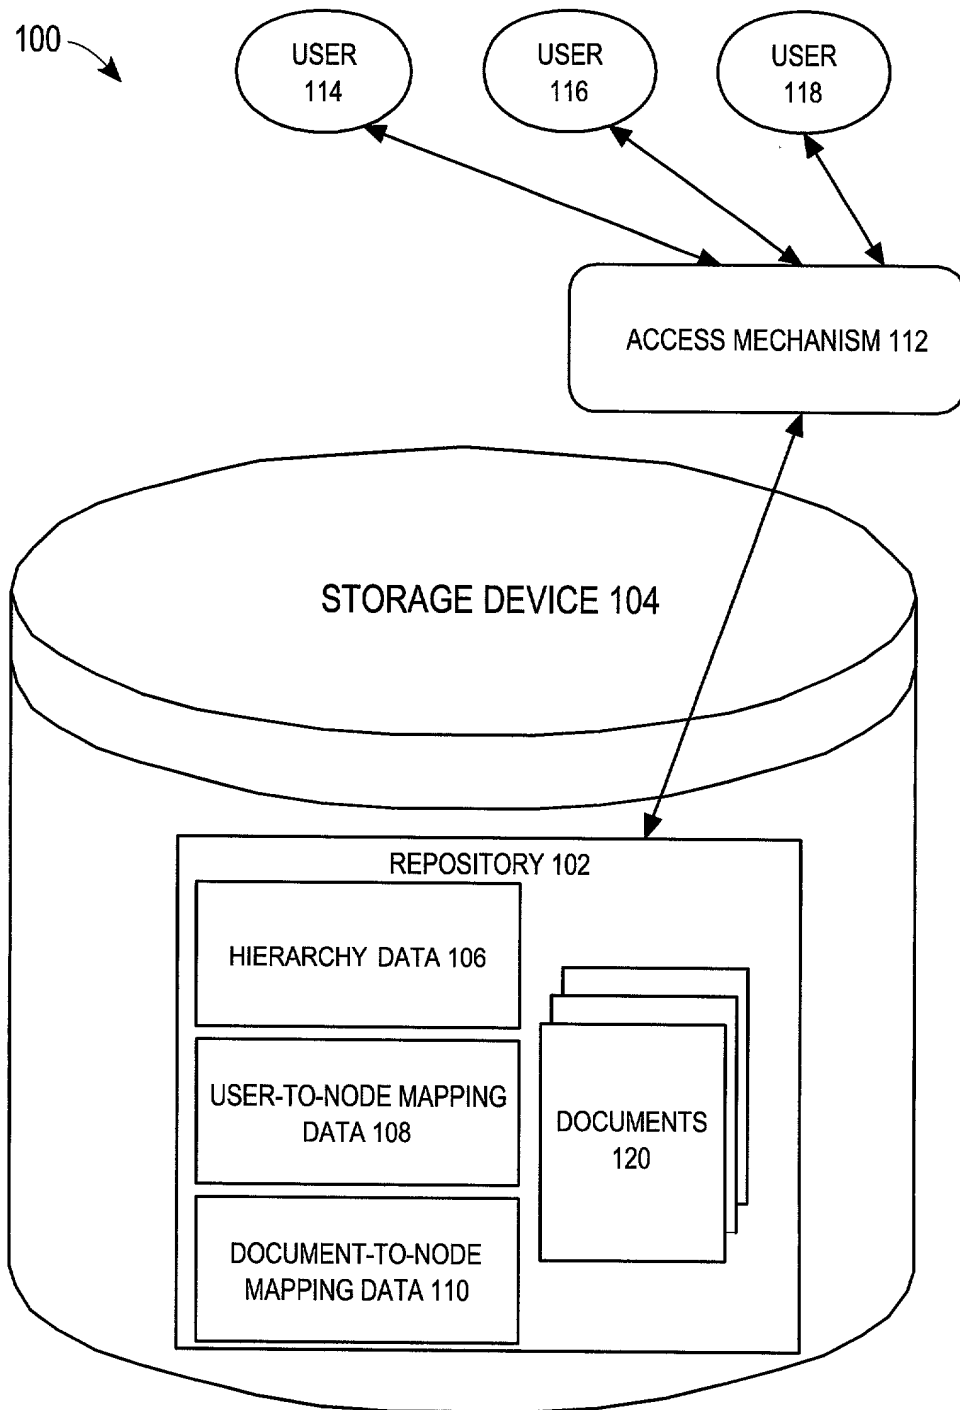 100
USER
114
USER
116
USER
118
ACCESS MECHANISM 112
STORAGE DEVICE 104
REPOSITORY 102
HIERARCHY DATA 106
USER-TO-NODE MAPPING
DATA 108
DOCUMENT-TO-NODE
MAPPING DATA 110
DOCUMENTS
120